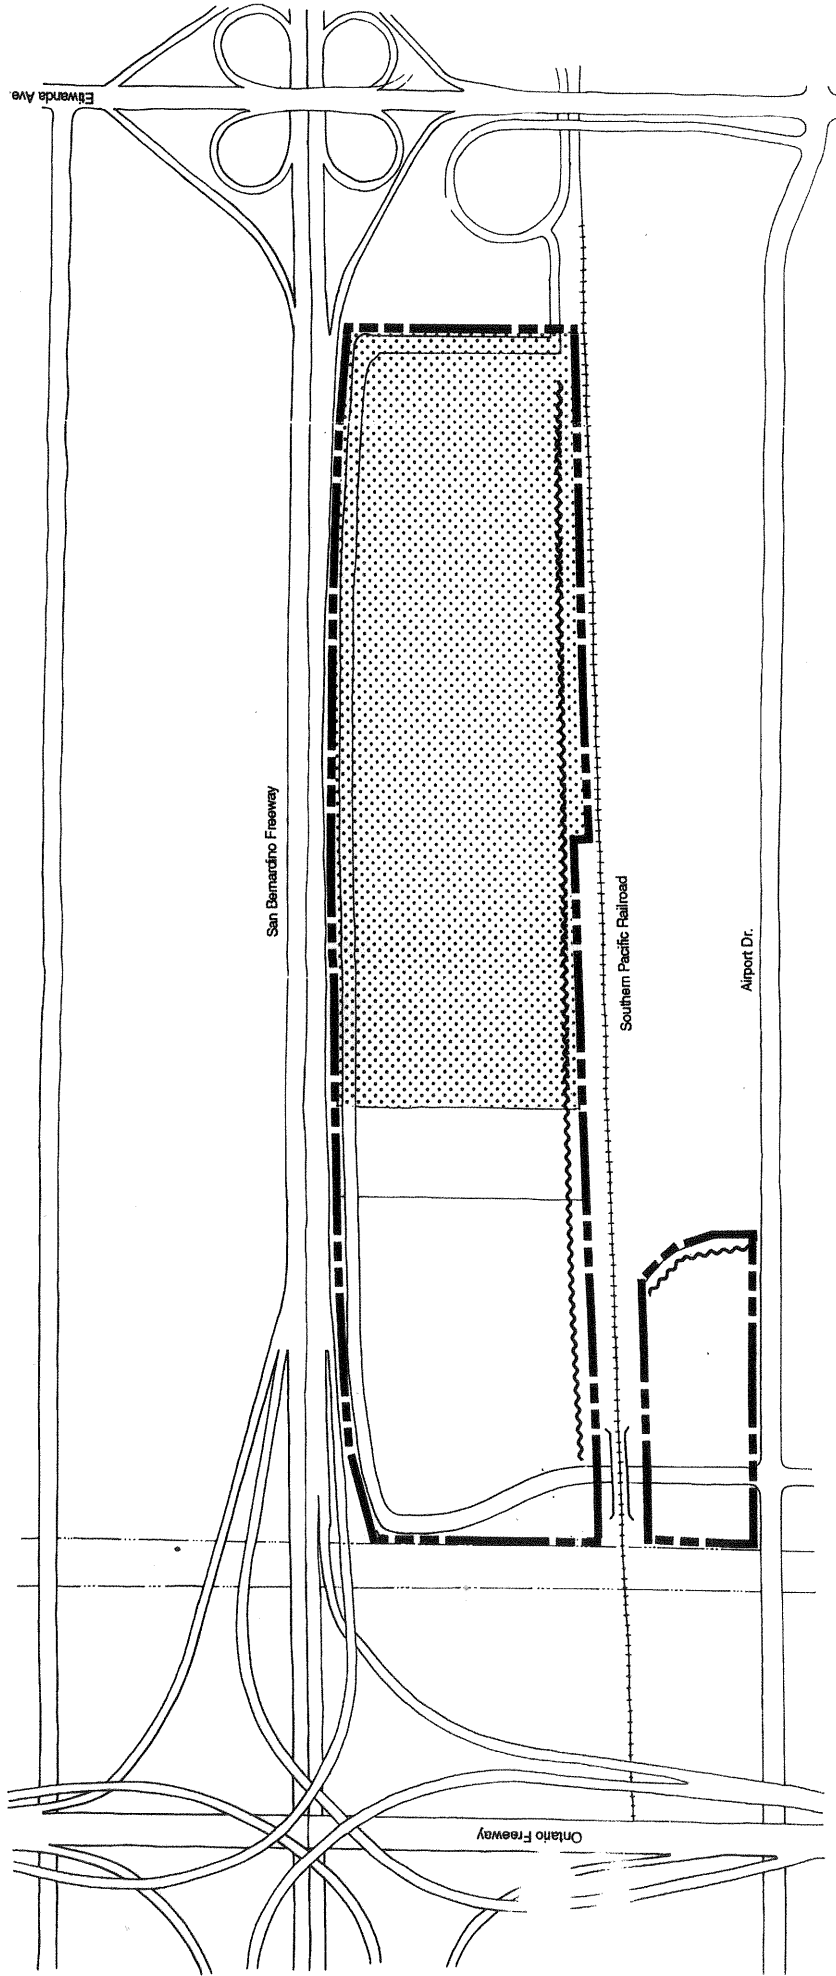 Etiwanda Ave.
San Bernardino Freeway
Southern Pacific Railroad
Airport Dr.
Ontario Freeway